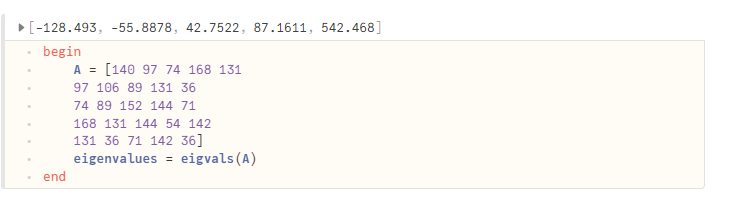 [-128.493, -55.8878, 42.7522, 87.1611, 542.468]
begin
A = [140 97 74 168 131
97 106 89 131 36
74 89 152 144 71
168 131 144 54 142
131 36 71 142 36]
eigenvalues = eigvals(A)
end